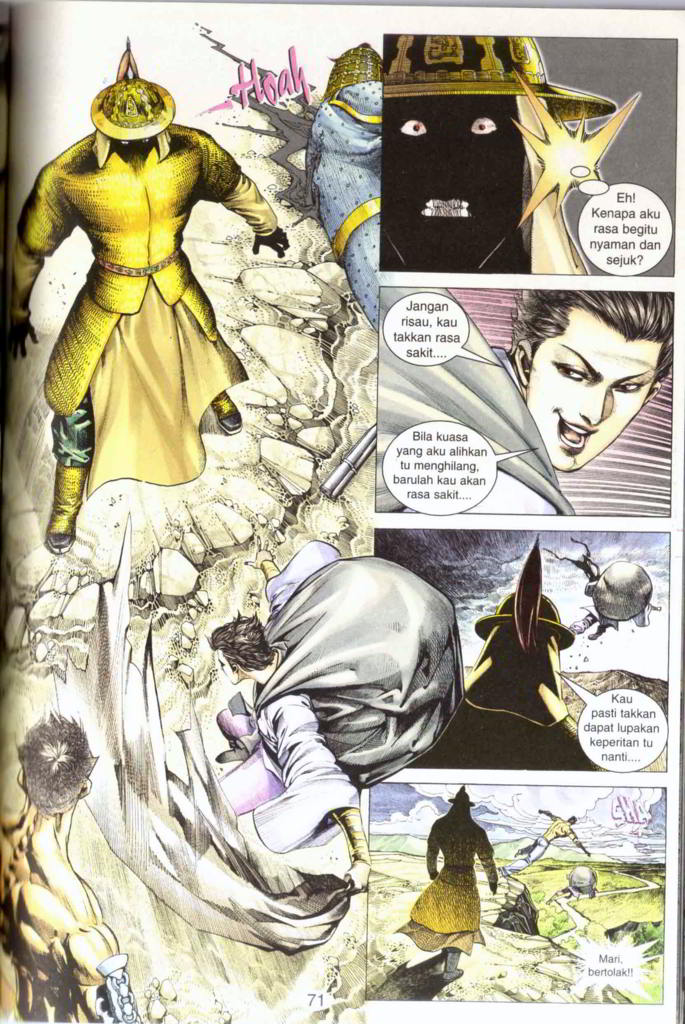 Hoah
Eh!
Kenapa aku
rasa begitu
nyaman dan
sejuk?
Jangan
risau, kau
takkan rasa
sakit....
Bila kuasa
yang aku alihkan
tu menghilang,
barulah kau akan
rasa sakit....
Kau
pasti takkan
dapat lupakan
keperitan tu
nanti....
Mari,
bertolak!!
71